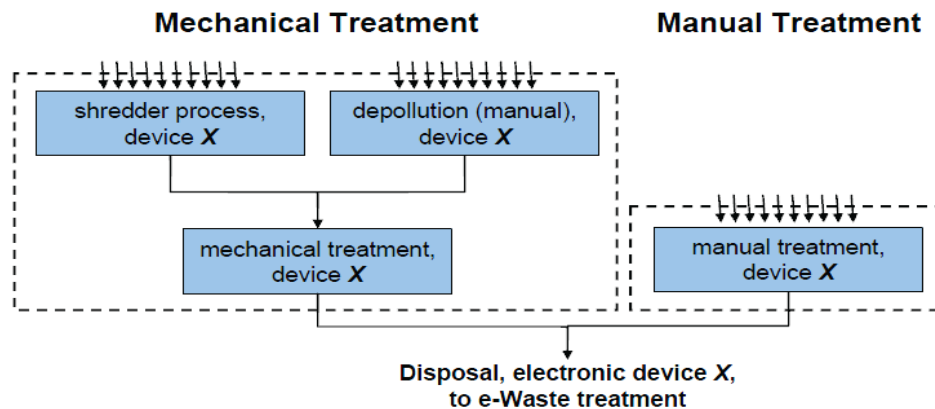 Mechanical Treatment
Manual Treatment
shredder process,
device X
depollution (manual),
device X
mechanical treatment,
device X
manual treatment,
device X
Disposal, electronic device X,
to e-Waste treatment